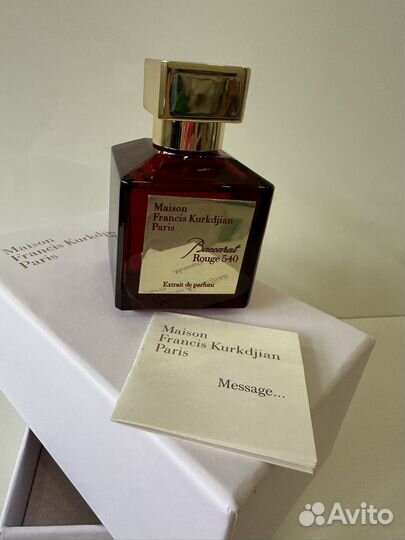 Maison
Francis Kurkdjian
Paris
Baccarat
Rouge 540
Extrait de parfum
Maison
Francis Kurkdjian
Paris
Maison
Francis Kurkdjian
Paris
Message...
Avito